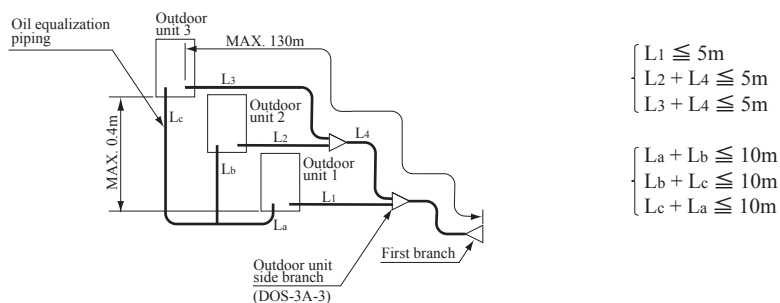 Oil equalization
piping
Outdoor
unit 3
MAX. 130m
L3
Lc
MAX. 0.4m
Outdoor
unit 2
L2
L4
Lb
Outdoor
unit 1
L1
La
Outdoor unit
side branch
(DOS-3A-3)
First branch
L1 ≦ 5m
L2 + L4 ≦ 5m
L3 + L4 ≦ 5m
La + Lb ≦ 10m
Lb + Lc ≦ 10m
Lc + La ≦ 10m